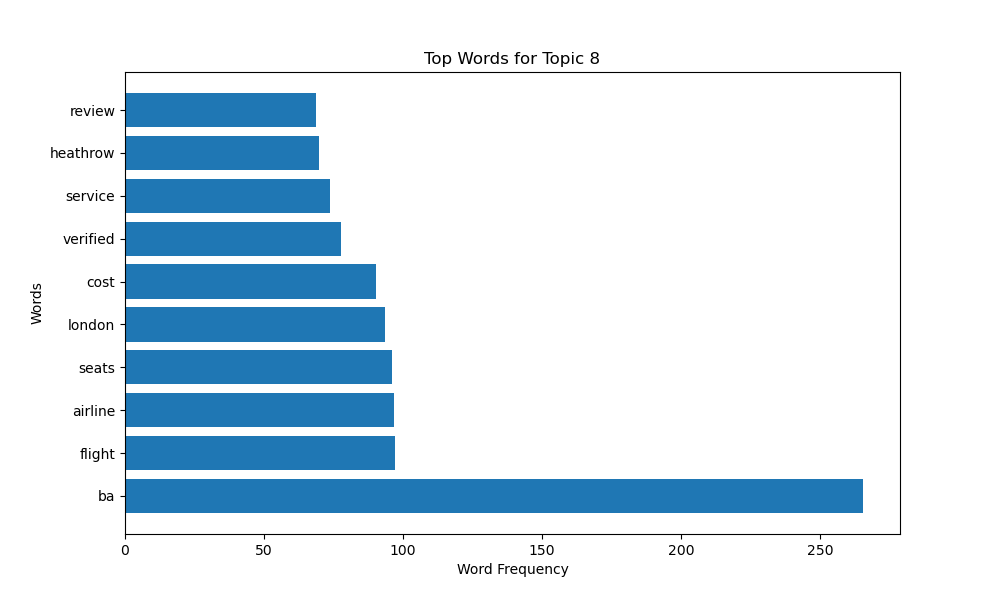 Top Words for Topic 8
review
heathrow
service
verified
cost
london
seats
airline
flight
ba
Words
0 50 100 150 200 250
Word Frequency